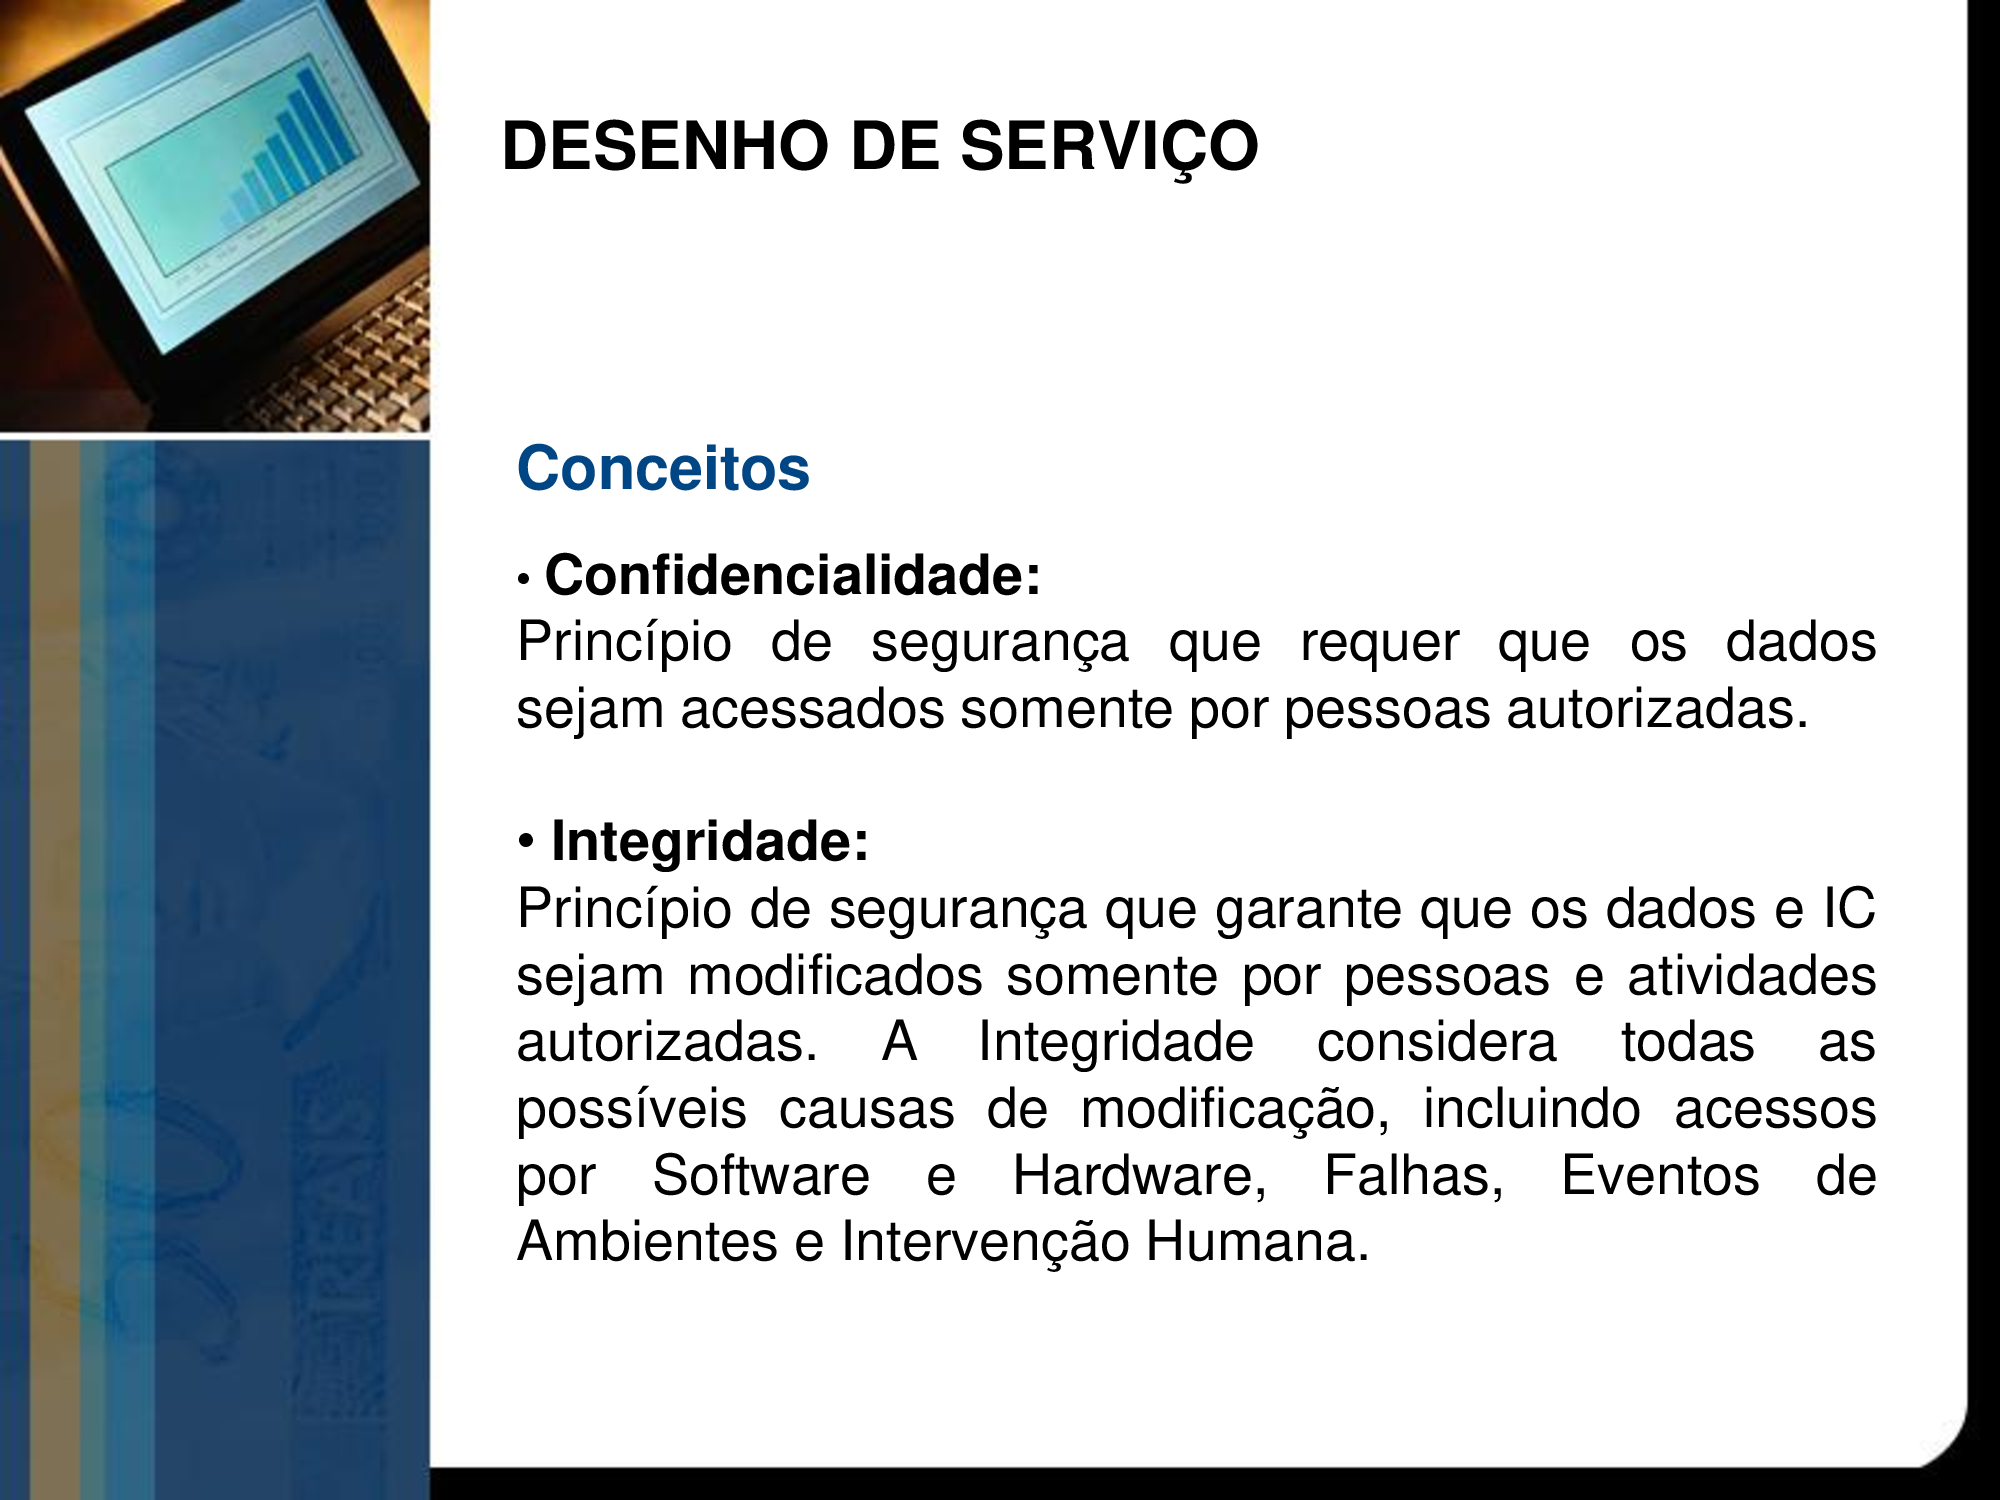 DESENHO DE SERVIÇO
Conceitos
• Confidencialidade:
Princípio de segurança que requer que os dados
sejam acessados somente por pessoas autorizadas.
• Integridade:
Princípio de segurança que garante que os dados e IC
sejam modificados somente por pessoas e atividades
autorizadas. A Integridade considera todas as
possíveis causas de modificação, incluindo acessos
por Software e Hardware, Falhas, Eventos de
Ambientes e Intervenção Humana.
REAIS